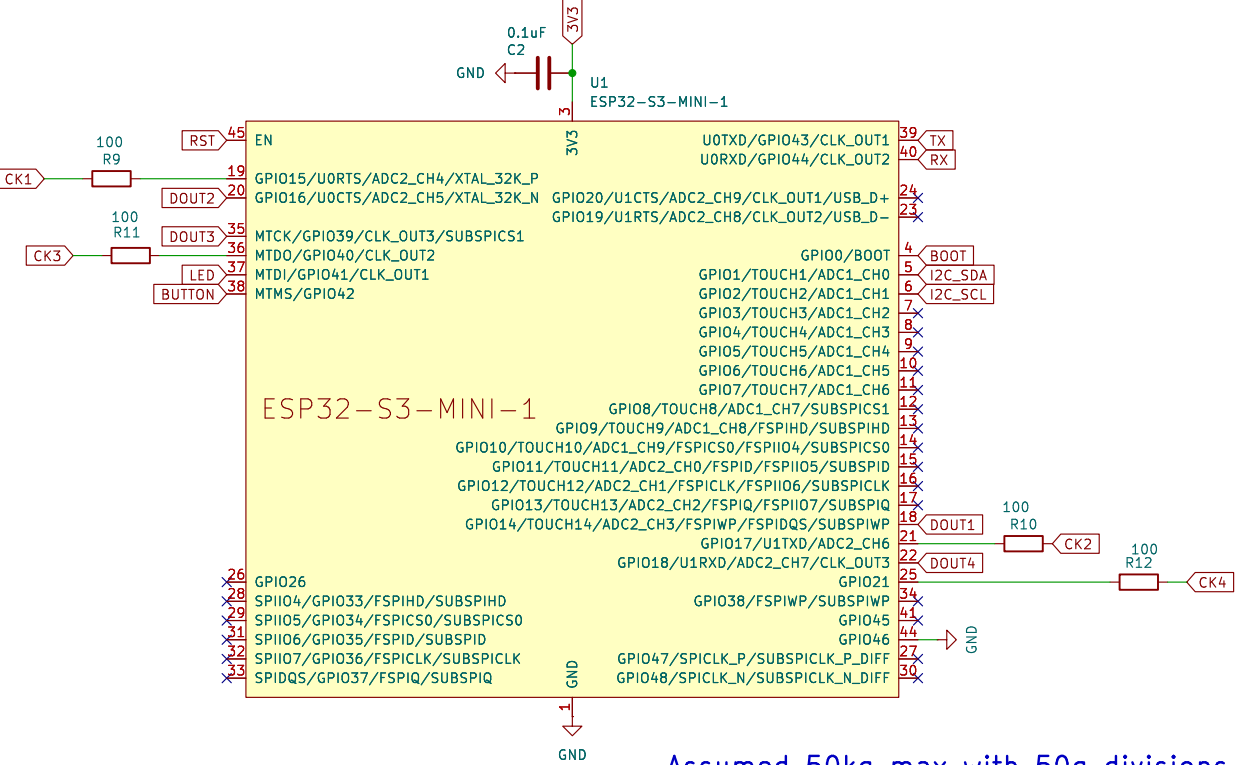 3V3
0.1uF
C2
GND
U1
ESP32-S3-MINI-1
3
3V3
RST 45 EN
U0TXD/GPIO43/CLK_OUT1 39 TX
U0RXD/GPIO44/CLK_OUT2 40 RX
100
R9
CK1 19 GPIO15/U0RTS/ADC2_CH4/XTAL_32K_P
DOUT2 20 GPIO16/U0CTS/ADC2_CH5/XTAL_32K_N
GPIO20/U1CTS/ADC2_CH9/CLK_OUT1/USB_D+ 24
GPIO19/U1RTS/ADC2_CH8/CLK_OUT2/USB_D- 23
100
R11
DOUT3 35 MTCK/GPIO39/CLK_OUT3/SUBSPICS1
CK3 36 MTDO/GPIO40/CLK_OUT2
LED 37 MTDI/GPIO41/CLK_OUT1
BUTTON 38 MTMS/GPIO42
GPIO0/BOOT 4 BOOT
GPIO1/TOUCH1/ADC1_CH0 5 I2C_SDA
GPIO2/TOUCH2/ADC1_CH1 6 I2C_SCL
GPIO3/TOUCH3/ADC1_CH2 7
GPIO4/TOUCH4/ADC1_CH3 8
GPIO5/TOUCH5/ADC1_CH4 9
GPIO6/TOUCH6/ADC1_CH5 10
GPIO7/TOUCH7/ADC1_CH6 11
GPIO8/TOUCH8/ADC1_CH7/SUBSPICS1 12
ESP32-S3-MINI-1
GPIO9/TOUCH9/ADC1_CH8/FSPIHD/SUBSPIHD 13
GPIO10/TOUCH10/ADC1_CH9/FSPICS0/FSPIIO4/SUBSPICS0 14
GPIO11/TOUCH11/ADC2_CH0/FSPID/FSPIIO5/SUBSPID 15
GPIO12/TOUCH12/ADC2_CH1/FSPICLK/FSPIIO6/SUBSPICLK 16
GPIO13/TOUCH13/ADC2_CH2/FSPIQ/FSPIIO7/SUBSPIQ 17
GPIO14/TOUCH14/ADC2_CH3/FSPIWP/FSPIDQS/SUBSPIWP 18 DOUT1
100
R10
GPIO17/U1TXD/ADC2_CH6 21 CK2
GPIO18/U1RXD/ADC2_CH7/CLK_OUT3 22 DOUT4
100
R12
GPIO21 25 CK4
26 GPIO26
28 SPIIO4/GPIO33/FSPIHD/SUBSPIHD
29 SPIIO5/GPIO34/FSPICS0/SUBSPICS0
31 SPIIO6/GPIO35/FSPID/SUBSPID
32 SPIIO7/GPIO36/FSPICLK/SUBSPICLK
33 SPIDQS/GPIO37/FSPIQ/SUBSPIQ
GPIO38/FSPIWP/SUBSPIWP 34
GPIO45 41
GPIO46 44 GND
GPIO47/SPICLK_P/SUBSPICLK_P_DIFF 27
GPIO48/SPICLK_N/SUBSPICLK_N_DIFF 30
GND
1
GND
Assumed 50kg max with 50g divisions